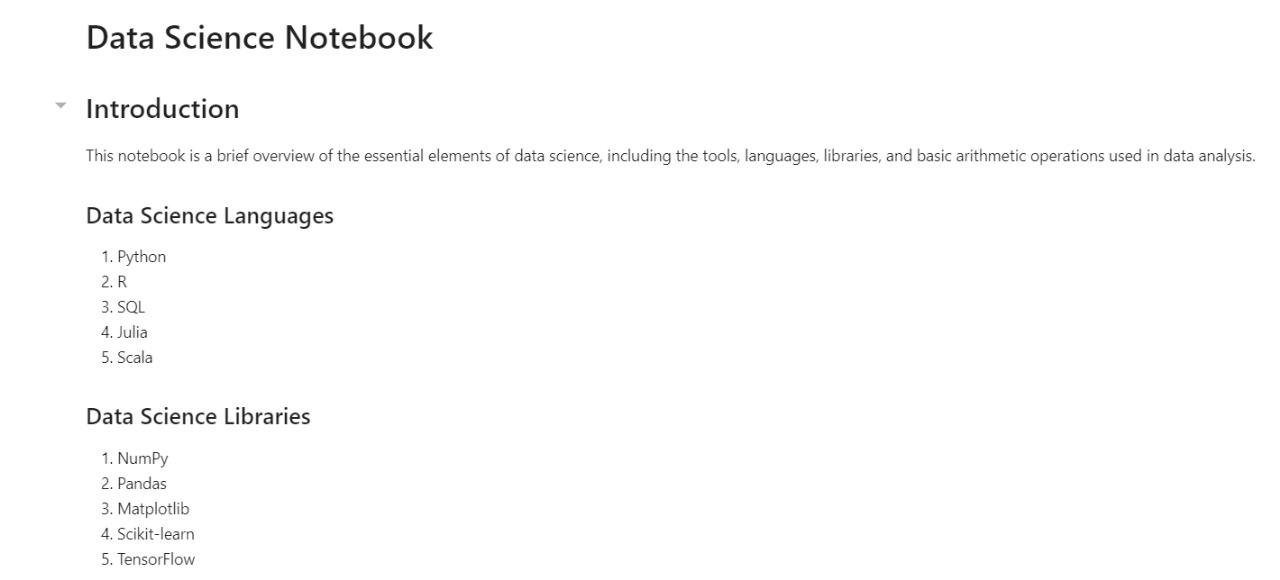 Data Science Notebook
Introduction
This notebook is a brief overview of the essential elements of data science, including the tools, languages, libraries, and basic arithmetic operations used in data analysis.
Data Science Languages
1. Python
2. R
3. SQL
4. Julia
5. Scala
Data Science Libraries
1. NumPy
2. Pandas
3. Matplotlib
4. Scikit-learn
5. TensorFlow